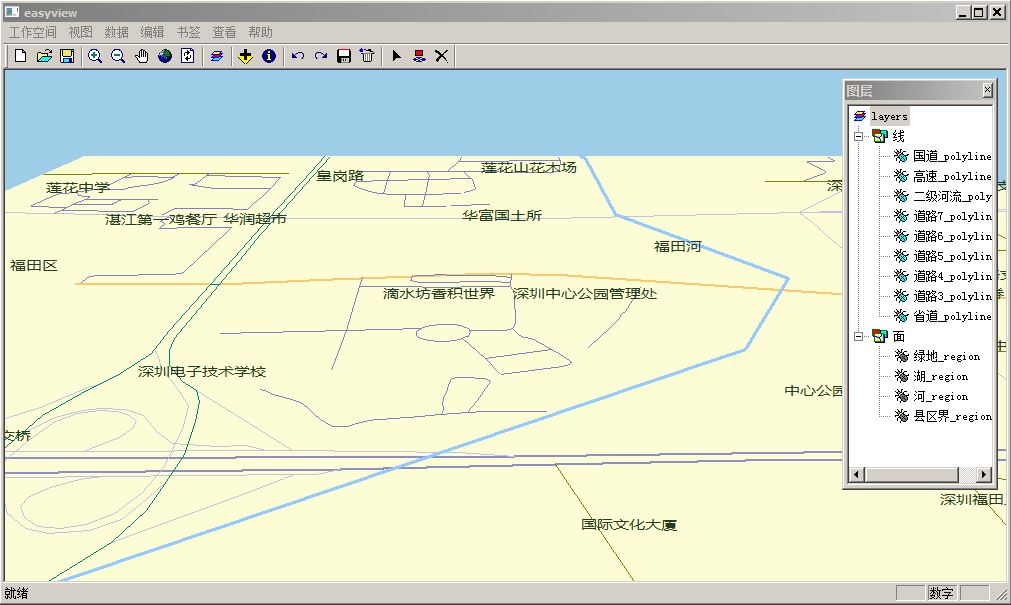 easyview
工作空间 视图 数据 编辑 书签 查看 帮助
图层
layers
线
国道_polyline
高速_polyline
二级河流_poly
道路7_polylin
道路6_polylin
道路5_polylin
道路4_polylin
道路3_polylin
省道_polyline
面
绿地_region
湖_region
河_region
县区界_region
莲花山花木场
皇岗路
莲花中学
深
湛江第一鸡餐厅 华润超市
华富国土所
福田河
福田区
滴水坊香积世界
深圳中心公园管理处
深圳电子技术学校
中心公园
交桥
深圳福田
国际文化大厦
就绪
数字